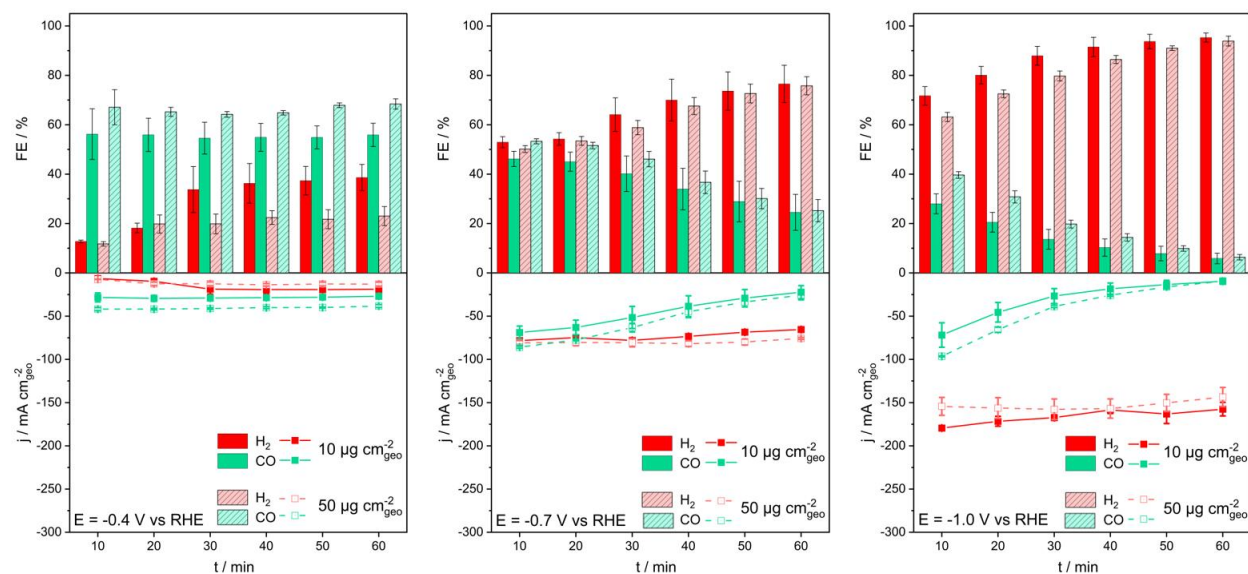 FE / %
100
80
60
40
20
0
j / mA cm⁻²geo
-50
-100
-150
-200
-250
-300
H₂
CO
10 µg cm⁻²geo
H₂
CO
50 µg cm⁻²geo
E = -0.4 V vs RHE
10 20 30 40 50 60
t / min
FE / %
100
80
60
40
20
0
j / mA cm⁻²geo
-50
-100
-150
-200
-250
-300
H₂
CO
10 µg cm⁻²geo
H₂
CO
50 µg cm⁻²geo
E = -0.7 V vs RHE
10 20 30 40 50 60
t / min
FE / %
100
80
60
40
20
0
j / mA cm⁻²geo
-50
-100
-150
-200
-250
-300
H₂
CO
10 µg cm⁻²geo
H₂
CO
50 µg cm⁻²geo
E = -1.0 V vs RHE
10 20 30 40 50 60
t / min